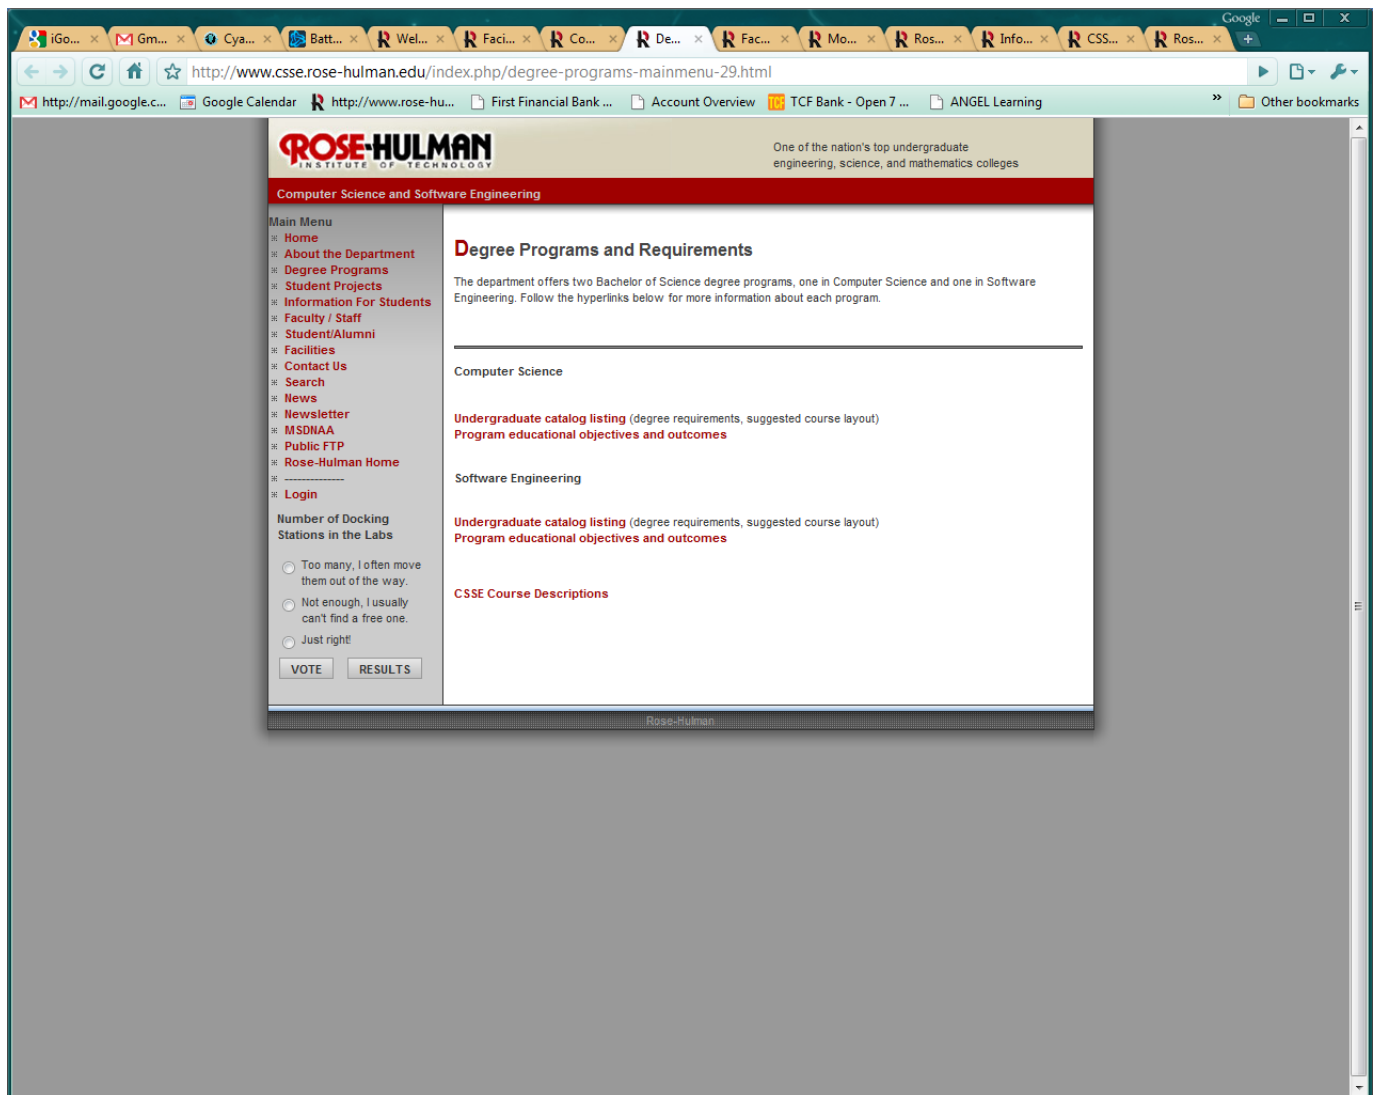 Google
iGo... Gm... Cya... Batt... Wel... Faci... Co... De... Fac... Mo... Ros... Info... CSS... Ros...
http://www.csse.rose-hulman.edu/index.php/degree-programs-mainmenu-29.html
http://mail.google.c... Google Calendar http://www.rose-hu... First Financial Bank ... Account Overview TCF TCF Bank - Open 7 ... ANGEL Learning » Other bookmarks
ROSE-HULMAN
INSTITUTE OF TECHNOLOGY
One of the nation's top undergraduate
engineering, science, and mathematics colleges
Computer Science and Software Engineering
Main Menu
Home
About the Department
Degree Programs
Student Projects
Information For Students
Faculty / Staff
Student/Alumni
Facilities
Contact Us
Search
News
Newsletter
MSDNAA
Public FTP
Rose-Hulman Home
--------------
Login
Number of Docking
Stations in the Labs
Too many, I often move
them out of the way.
Not enough, I usually
can't find a free one.
Just right!
VOTE RESULTS
Degree Programs and Requirements
The department offers two Bachelor of Science degree programs, one in Computer Science and one in Software
Engineering. Follow the hyperlinks below for more information about each program.
Computer Science
Undergraduate catalog listing (degree requirements, suggested course layout)
Program educational objectives and outcomes
Software Engineering
Undergraduate catalog listing (degree requirements, suggested course layout)
Program educational objectives and outcomes
CSSE Course Descriptions
Rose-Hulman